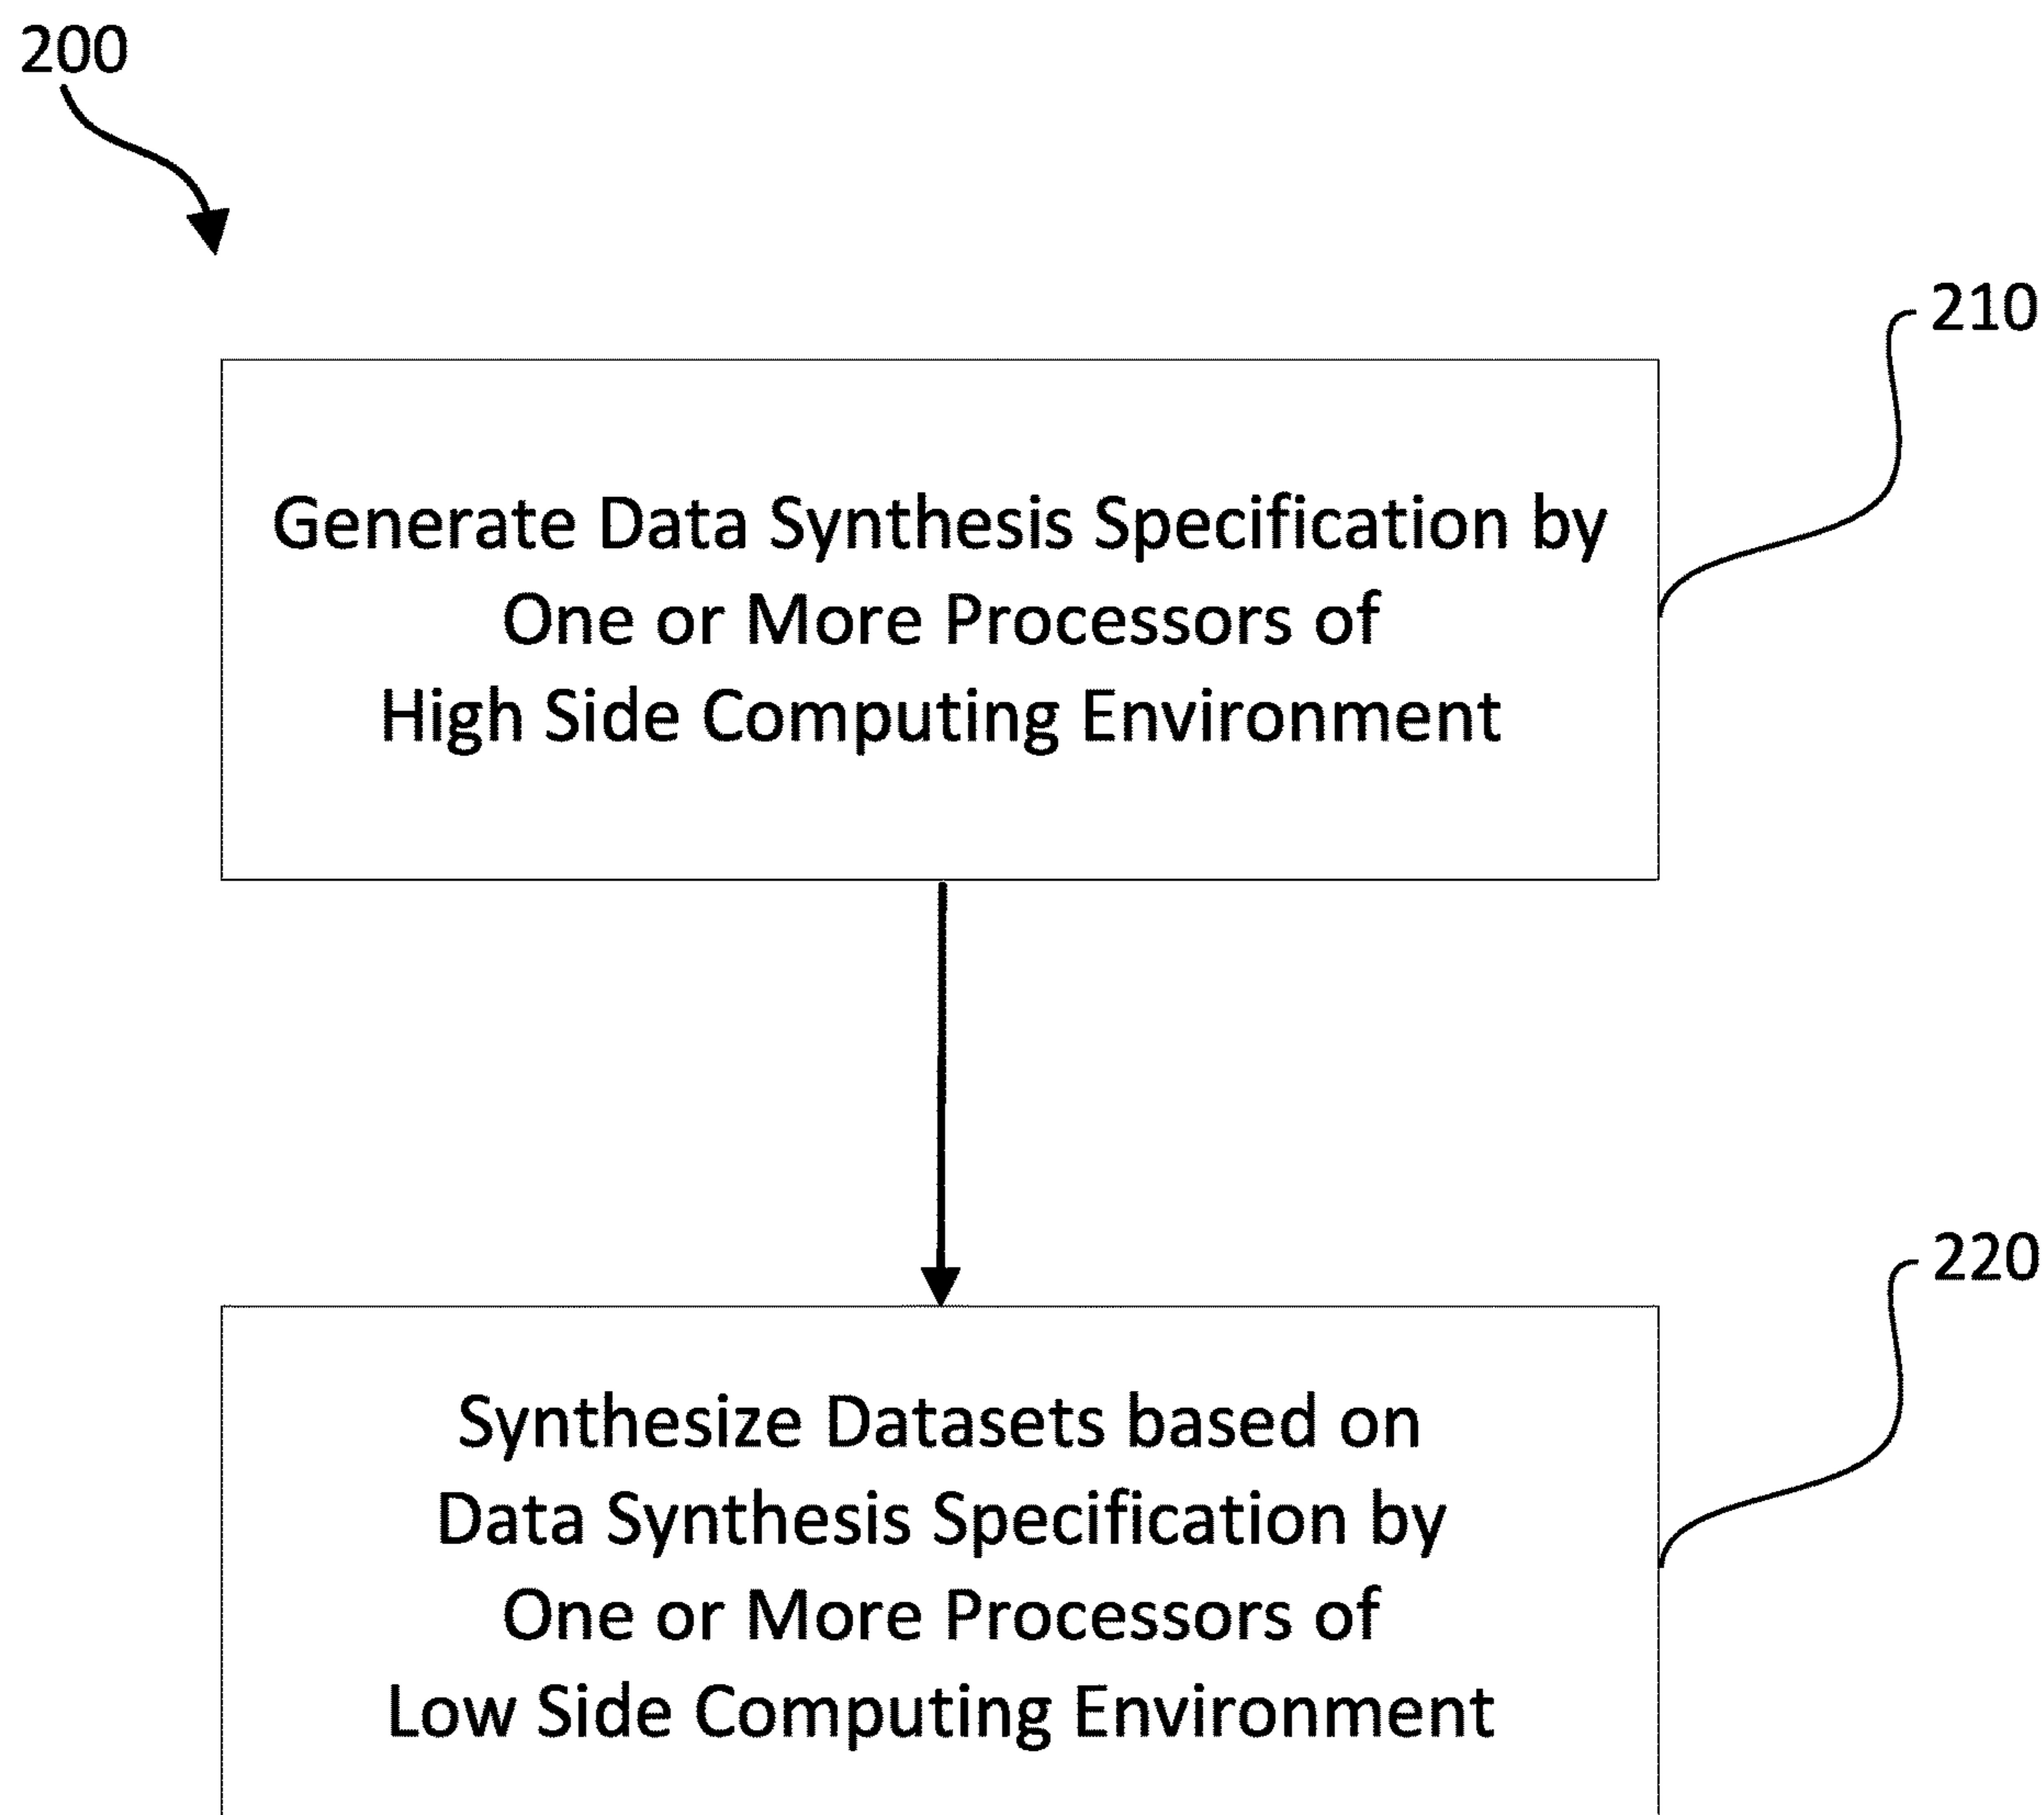 200
210
Generate Data Synthesis Specification by
One or More Processors of
High Side Computing Environment
220
Synthesize Datasets based on
Data Synthesis Specification by
One or More Processors of
Low Side Computing Environment